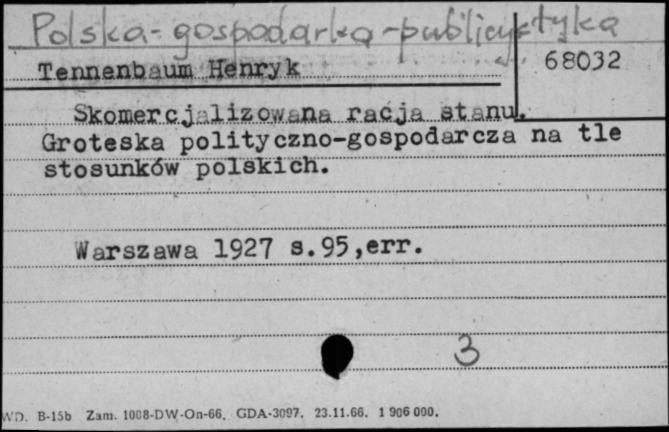 Polska-gospodarka-publicystyka
Tennenbaum Henryk
68032
Skomercjalizowana racja stanu.
Groteska polityczno-gospodarcza na tle
stosunków polskich.
Warszawa 1927 s.95,err.
3
WD. B-15b Zam. 1008-DW-On-66. GDA-3097. 23.11.66. 1 906 000.